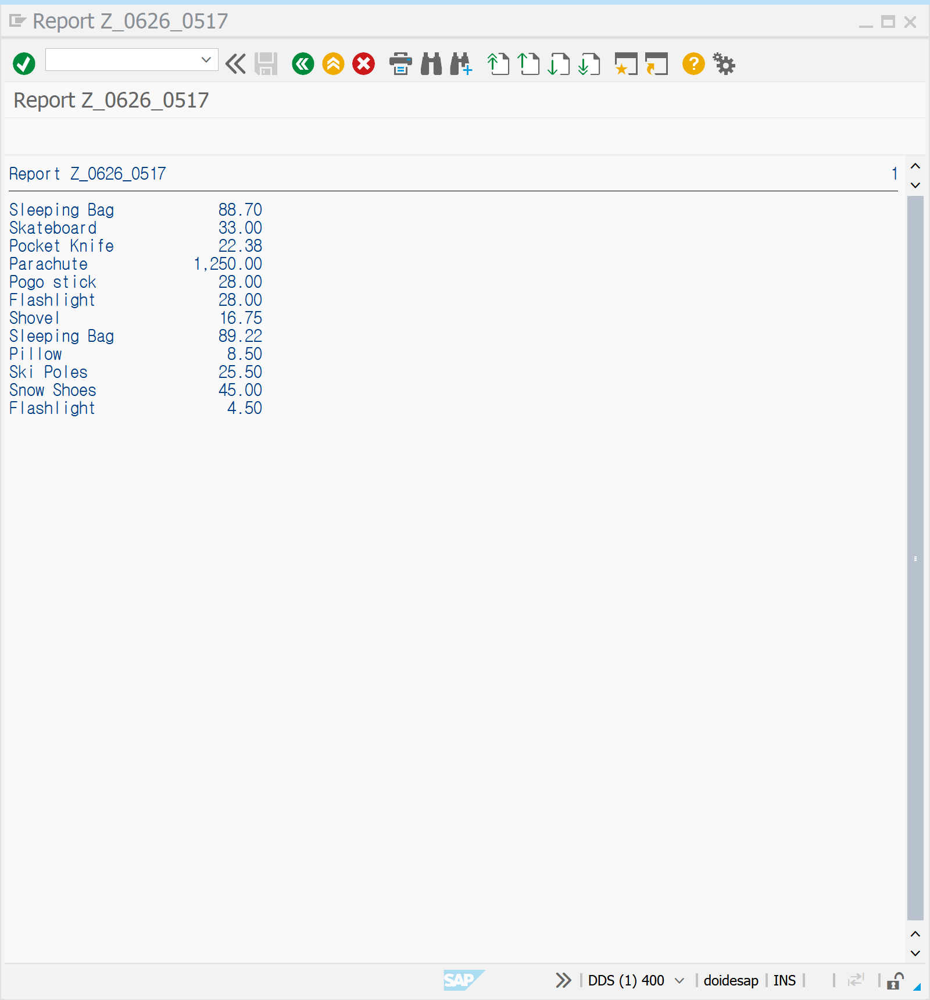 Report Z_0626_0517
Report Z_0626_0517
Report Z_0626_0517 1
Sleeping Bag 88.70
Skateboard 33.00
Pocket Knife 22.38
Parachute 1,250.00
Pogo stick 28.00
Flashlight 28.00
Shovel 16.75
Sleeping Bag 89.22
Pillow 8.50
Ski Poles 25.50
Snow Shoes 45.00
Flashlight 4.50
SAP DDS (1) 400 doidesap INS